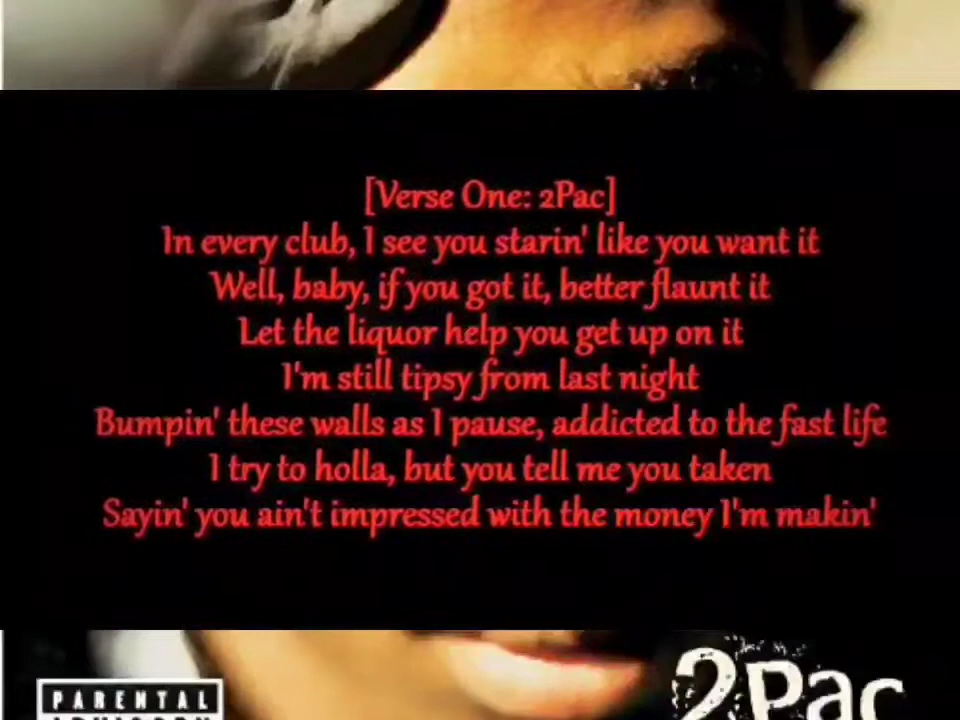 [Verse One: 2Pac]
In every club, I see you starin' like you want it
Well, baby, if you got it, better flaunt it
Let the liquor help you get up on it
I'm still tipsy from last night
Bumpin' these walls as I pause, addicted to the fast life
I try to holla, but you tell me you taken
Sayin' you ain't impressed with the money I'm makin'
PARENTAL
2Pac